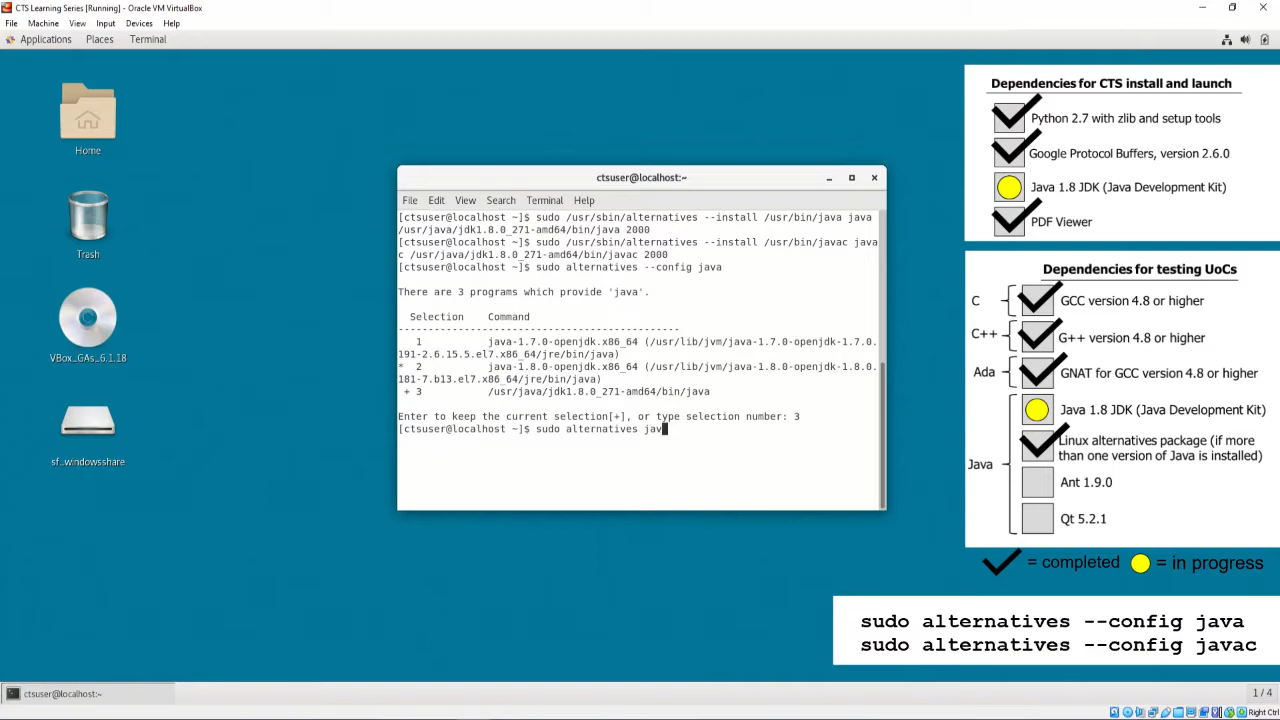 CTS Learning Series [Running] - Oracle VM VirtualBox
File Machine View Input Devices Help
Applications Places Terminal
Home
Trash
VBox_GAs_6.1.18
sf_windowsshare
ctsuser@localhost:~
File Edit View Search Terminal Help
[ctsuser@localhost ~]$ sudo /usr/sbin/alternatives --install /usr/bin/java java
/usr/java/jdk1.8.0_271-amd64/bin/java 2000
[ctsuser@localhost ~]$ sudo /usr/sbin/alternatives --install /usr/bin/javac java
c /usr/java/jdk1.8.0_271-amd64/bin/javac 2000
[ctsuser@localhost ~]$ sudo alternatives --config java
There are 3 programs which provide 'java'.
Selection Command
-----------------------------------------------
1 java-1.7.0-openjdk.x86_64 (/usr/lib/jvm/java-1.7.0-openjdk-1.7.0.
191-2.6.15.5.el7.x86_64/jre/bin/java)
* 2 java-1.8.0-openjdk.x86_64 (/usr/lib/jvm/java-1.8.0-openjdk-1.8.0.
181-7.b13.el7.x86_64/jre/bin/java)
+ 3 /usr/java/jdk1.8.0_271-amd64/bin/java
Enter to keep the current selection[+], or type selection number: 3
[ctsuser@localhost ~]$ sudo alternatives jav
Dependencies for CTS install and launch
Python 2.7 with zlib and setup tools
Google Protocol Buffers, version 2.6.0
Java 1.8 JDK (Java Development Kit)
PDF Viewer
Dependencies for testing UoCs
C GCC version 4.8 or higher
C++ G++ version 4.8 or higher
Ada GNAT for GCC version 4.8 or higher
Java 1.8 JDK (Java Development Kit)
Linux alternatives package (if more
than one version of Java is installed)
Java
Ant 1.9.0
Qt 5.2.1
= completed = in progress
sudo alternatives --config java
sudo alternatives --config javac
ctsuser@localhost:~
1 / 4
Right Ctrl